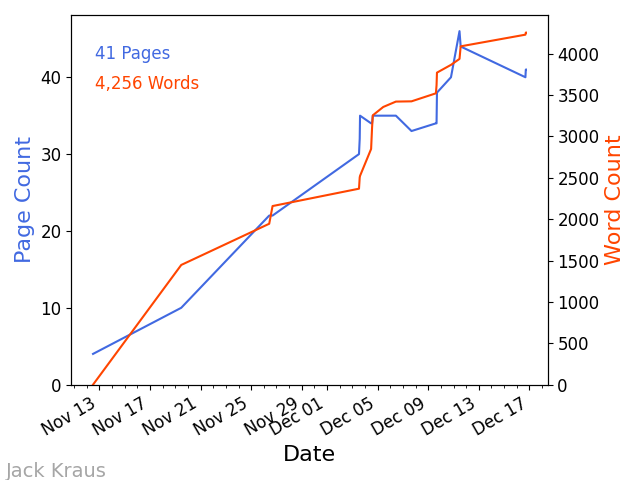 41 Pages
4,256 Words
Page Count
0
10
20
30
40
Word Count
0
500
1000
1500
2000
2500
3000
3500
4000
Nov 13
Nov 17
Nov 21
Nov 25
Nov 29
Dec 01
Dec 05
Dec 09
Dec 13
Dec 17
Date
Jack Kraus